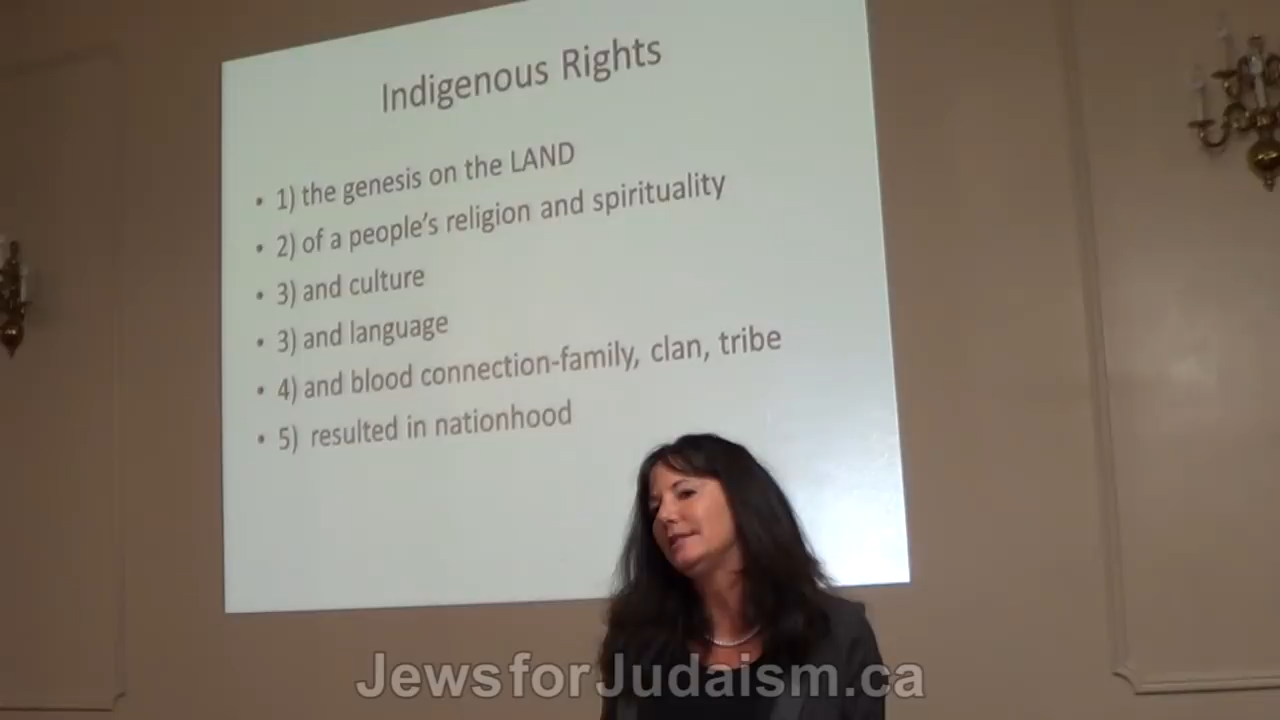 Indigenous Rights
• 1) the genesis on the LAND
• 2) of a people's religion and spirituality
• 3) and culture
• 3) and language
• 4) and blood connection-family, clan, tribe
• 5) resulted in nationhood
JewsforJudaism.ca